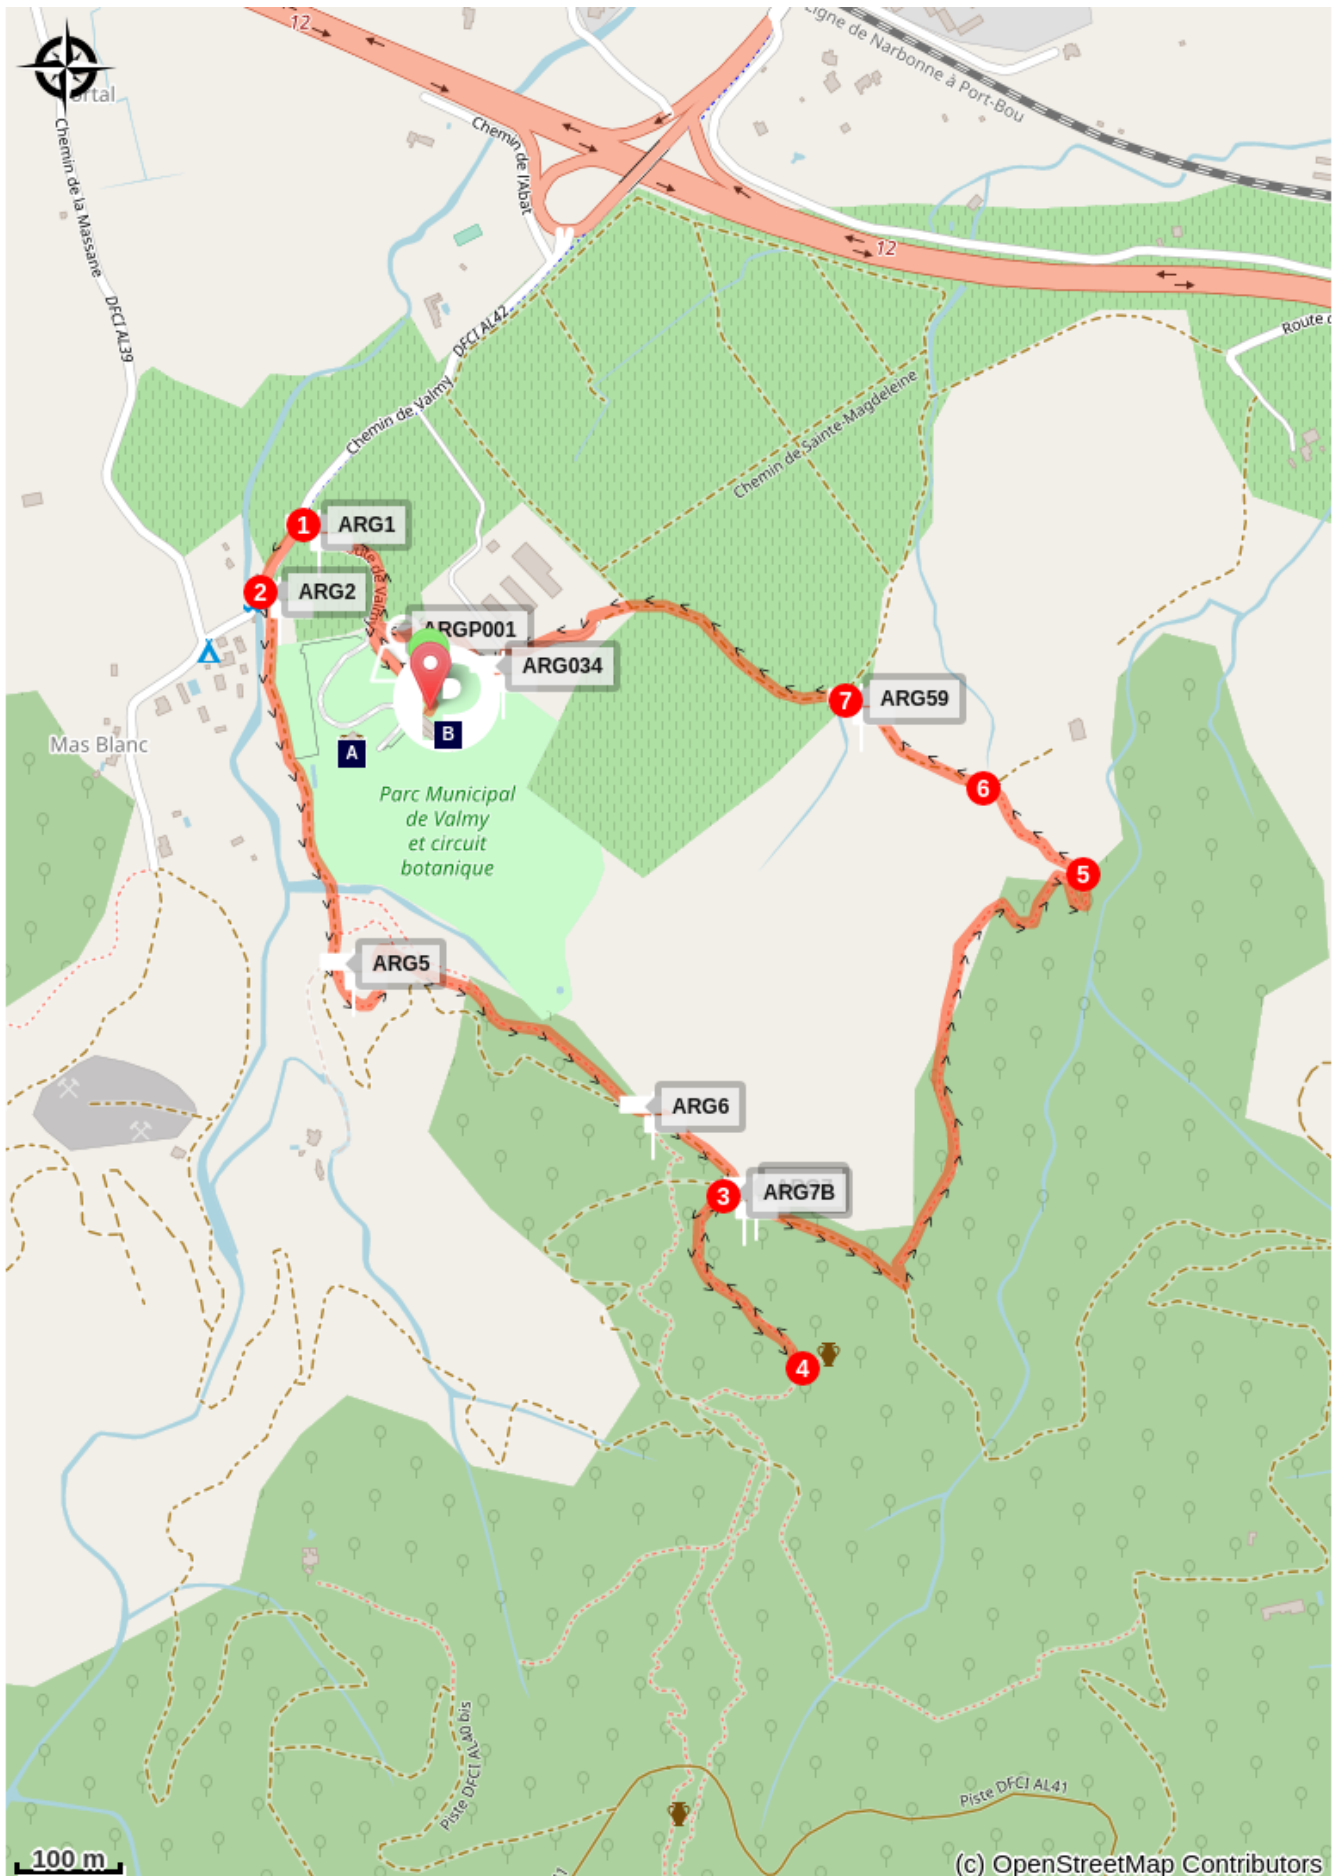 12
Ligne de Narbonne à Port-Bou
Chemin de l'Abat
Chemin de la Massane
12
DFCI AL39
DFCI AL42
Route
Chemin de Valmy
Chemin de Sainte-Magdeleine
1
ARG1
2
ARG2
Route de Valmy
ARGP001
ARG034
7
ARG59
A
B
Mas Blanc
6
Parc Municipal
de Valmy
et circuit
botanique
5
ARG5
ARG6
3
ARG7B
4
Piste DFCI AL40 bis
Piste DFCI AL41
100 m
(c) OpenStreetMap Contributors